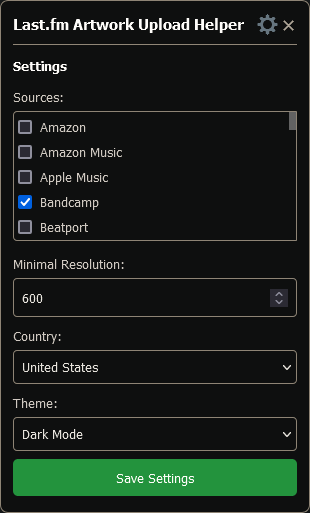 Last.fm Artwork Upload Helper
Settings
Sources:
Amazon
Amazon Music
Apple Music
Bandcamp
Beatport
Minimal Resolution:
600
Country:
United States
Theme:
Dark Mode
Save Settings